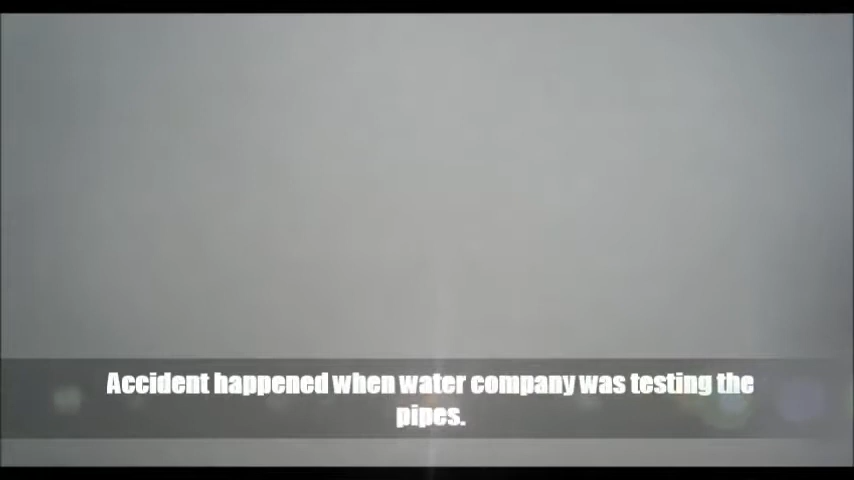 Accident happened when water company was testing the
pipes.